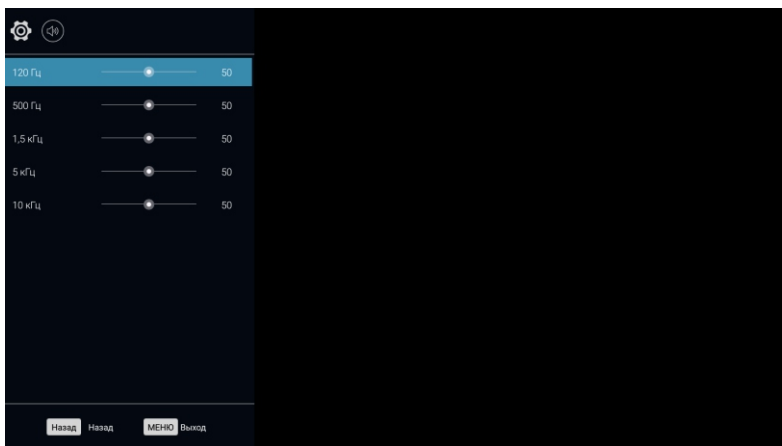 120 Гц 50
500 Гц 50
1,5 кГц 50
5 кГц 50
10 кГц 50
Назад Назад МЕНЮ Выход